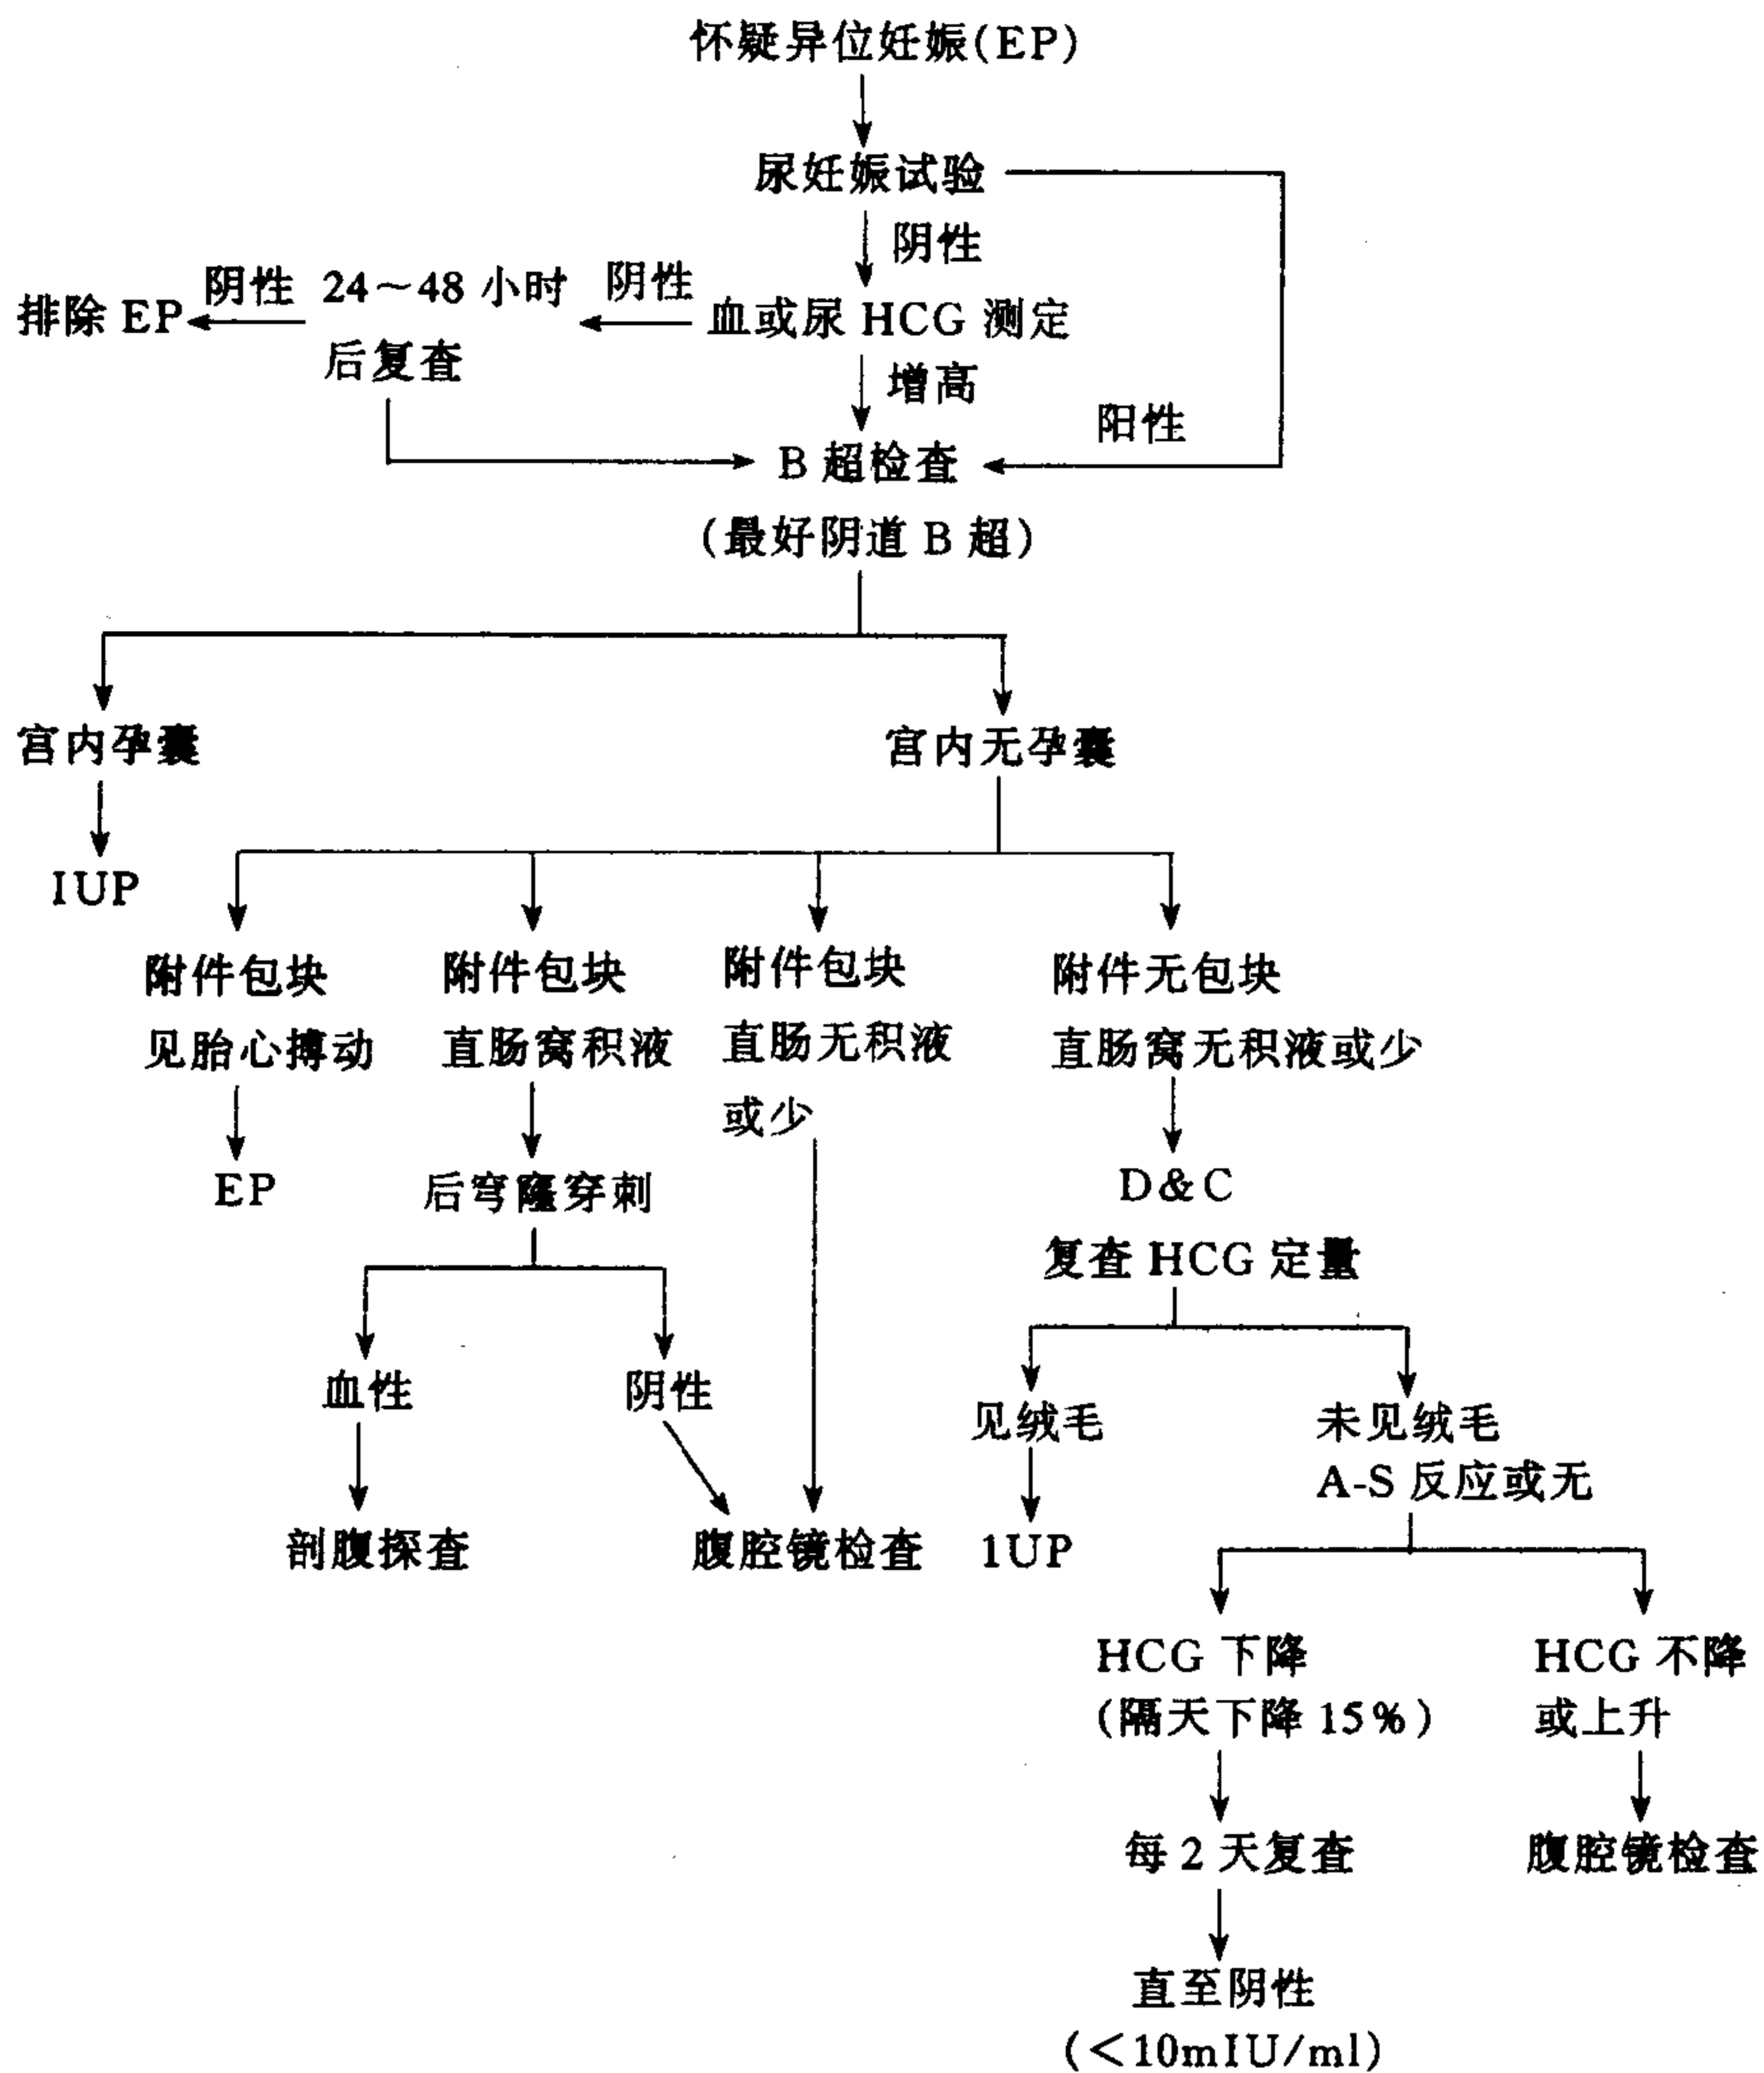 怀疑异位妊娠(EP)
尿妊娠试验
阴性
排除 EP
阴性
24～48 小时
后复查
阴性
血或尿 HCG 测定
增高
阳性
B 超检查
(最好阴道 B 超)
宫内孕囊
宫内无孕囊
IUP
附件包块
见胎心搏动
附件包块
直肠窝积液
附件包块
直肠无积液
或少
附件无包块
直肠窝无积液或少
EP
后穹窿穿刺
D&C
复查 HCG 定量
血性
阴性
见绒毛
未见绒毛
A-S 反应或无
剖腹探查
腹腔镜检查
1UP
HCG 下降
(隔天下降 15%)
HCG 不降
或上升
每 2 天复查
腹腔镜检查
直至阴性
(<10mIU/ml)